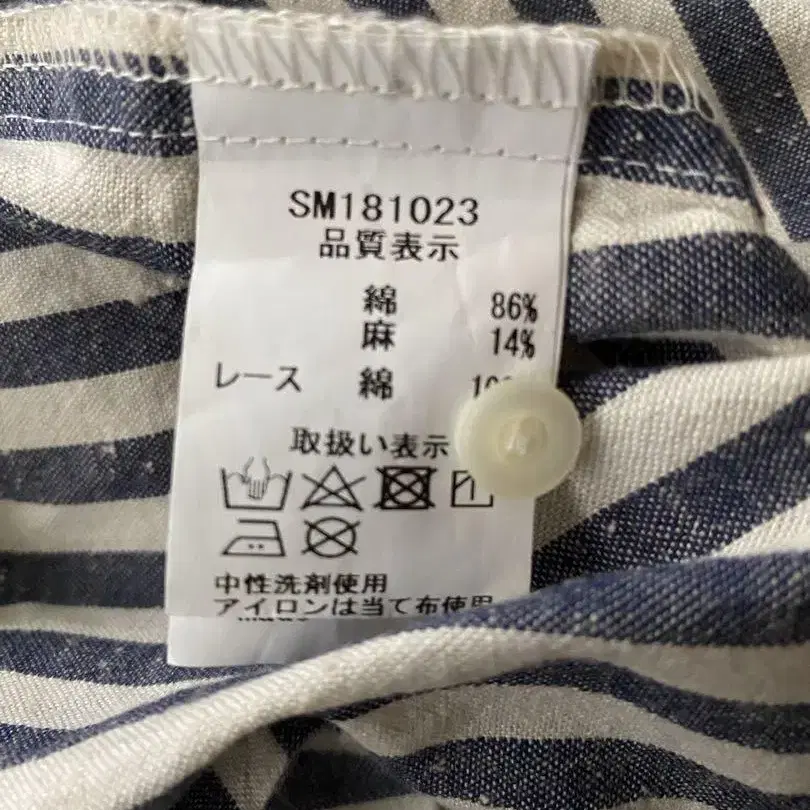 SM181023
品質表示
綿 86%
麻 14%
レース 綿
取扱い表示
中性洗剤使用
アイロンは当て布使用